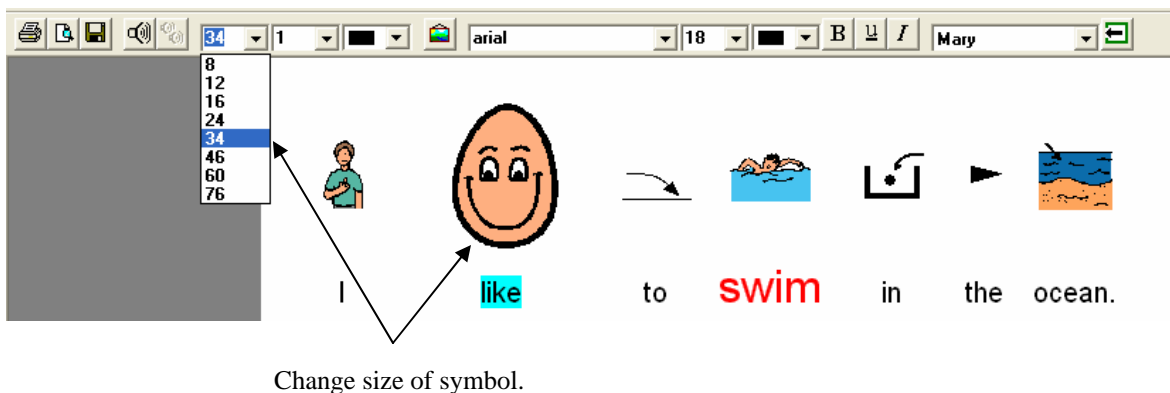 34 1 arial 18 B u I Mary
8
12
16
24
34
46
60
76
I like to swim in the ocean.
Change size of symbol.